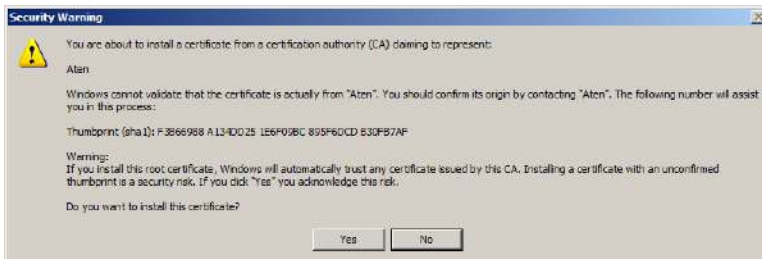 Security Warning
You are about to install a certificate from a certification authority (CA) claiming to represent:
Aten
Windows cannot validate that the certificate is actually from "Aten". You should confirm its origin by contacting "Aten". The following number will assist
you in this process:
Thumbprint (sha1): F3866988 A134DD25 1E6F09BC 895F6DCD B30FB7AF
Warning:
If you install this root certificate, Windows will automatically trust any certificate issued by this CA. Installing a certificate with an unconfirmed
thumbprint is a security risk. If you click "Yes" you acknowledge this risk.
Do you want to install this certificate?
Yes
No